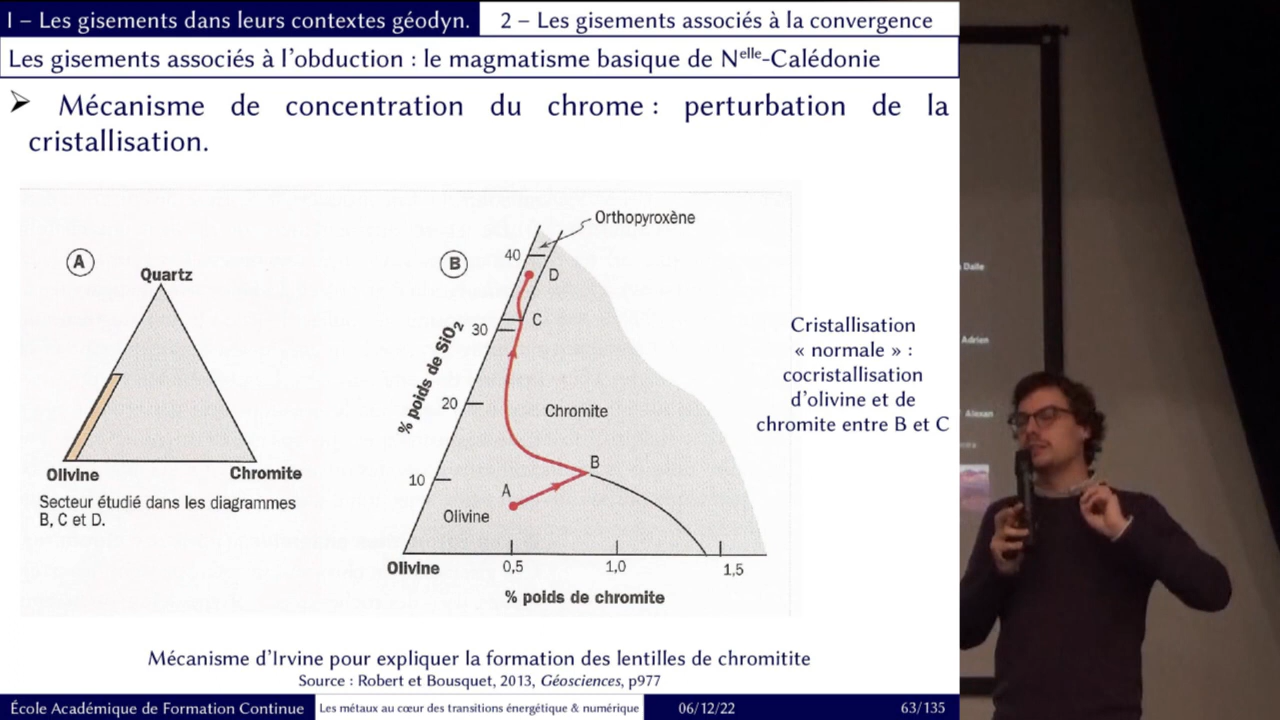 I – Les gisements dans leurs contextes géodyn.
2 – Les gisements associés à la convergence
Les gisements associés à l'obduction : le magmatisme basique de Nelle-Calédonie
➢ Mécanisme de concentration du chrome : perturbation de la
cristallisation.
A
Quartz
Olivine
Chromite
Secteur étudié dans les diagrammes
B, C et D.
B
Orthopyroxène
40
D
C
30
% poids de SiO2
20
Chromite
B
10
A
Olivine
Olivine
0,5
1,0
1,5
% poids de chromite
Cristallisation
« normale » :
cocristallisation
d'olivine et de
chromite entre B et C
Mécanisme d'Irvine pour expliquer la formation des lentilles de chromitite
Source : Robert et Bousquet, 2013, Géosciences, p977
École Académique de Formation Continue
Les métaux au cœur des transitions énergétique & numérique
06/12/22
63/135
Dalle
Adrien
Alexan